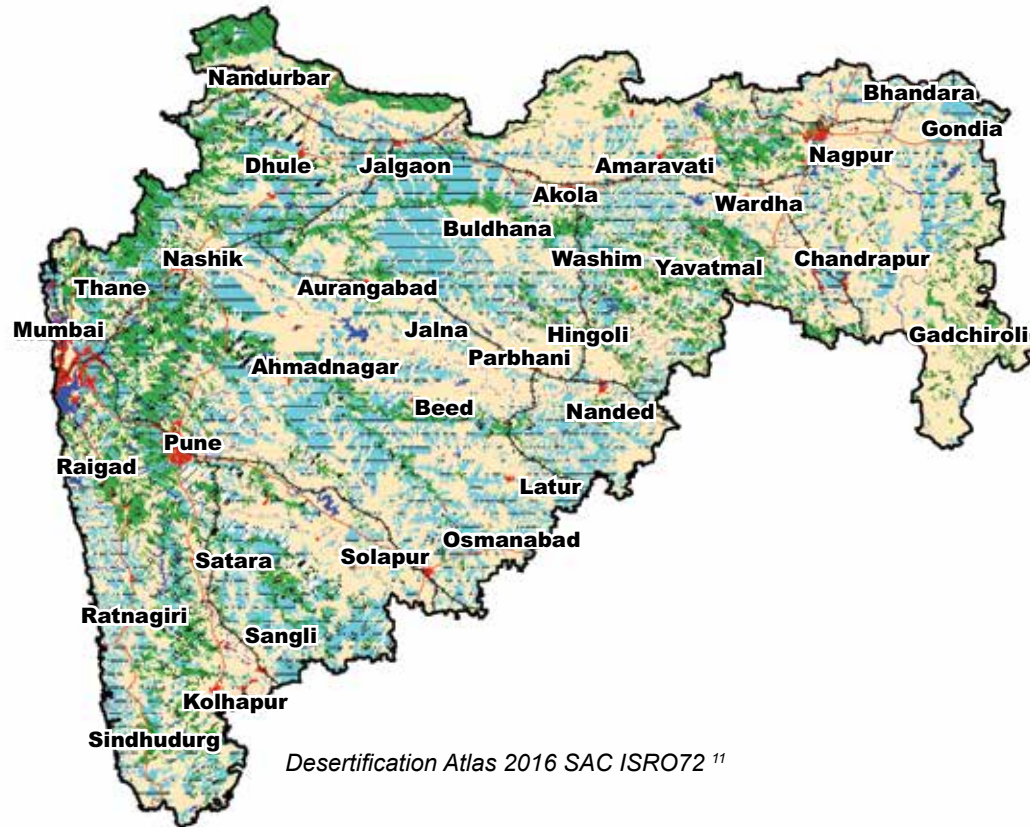 Nandurbar
Bhandara
Gondia
Dhule
Jalgaon
Amaravati
Nagpur
Akola
Wardha
Buldhana
Nashik
Washim
Yavatmal
Chandrapur
Thane
Aurangabad
Mumbai
Jalna
Hingoli
Gadchiroli
Parbhani
Ahmadnagar
Beed
Nanded
Pune
Raigad
Latur
Osmanabad
Satara
Solapur
Ratnagiri
Sangli
Kolhapur
Sindhudurg
Desertification Atlas 2016 SAC ISRO72 11